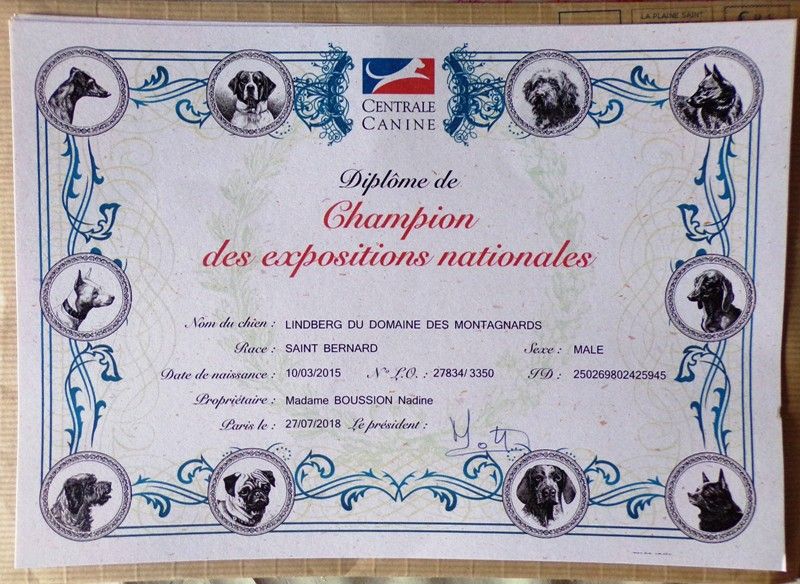 LA PLAINE SAINT
CENTRALE
CANINE
Diplôme de
Champion
des expositions nationales
Nom du chien : LINDBERG DU DOMAINE DES MONTAGNARDS
Race : SAINT BERNARD Sexe : MALE
Date de naissance : 10/03/2015 N° L.O. : 27834/ 3350 ID : 250269802425945
Propriétaire : Madame BOUSSION Nadine
Paris le : 27/07/2018 Le président :